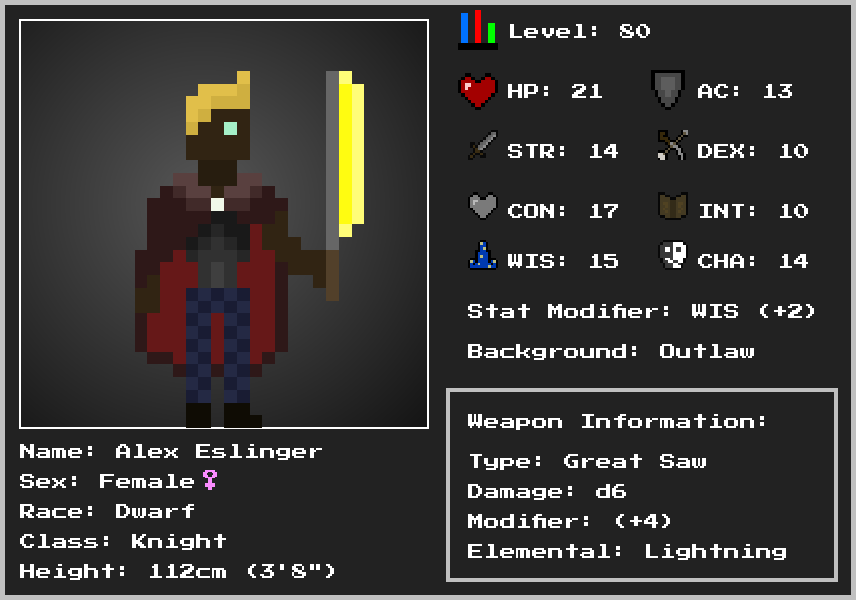 Level: 80
HP: 21
AC: 13
STR: 14
DEX: 10
CON: 17
INT: 10
WIS: 15
CHA: 14
Stat Modifier: WIS (+2)
Background: Outlaw
Weapon Information:
Type: Great Saw
Damage: d6
Modifier: (+4)
Elemental: Lightning
Name: Alex Eslinger
Sex: Female♀
Race: Dwarf
Class: Knight
Height: 112cm (3'8")